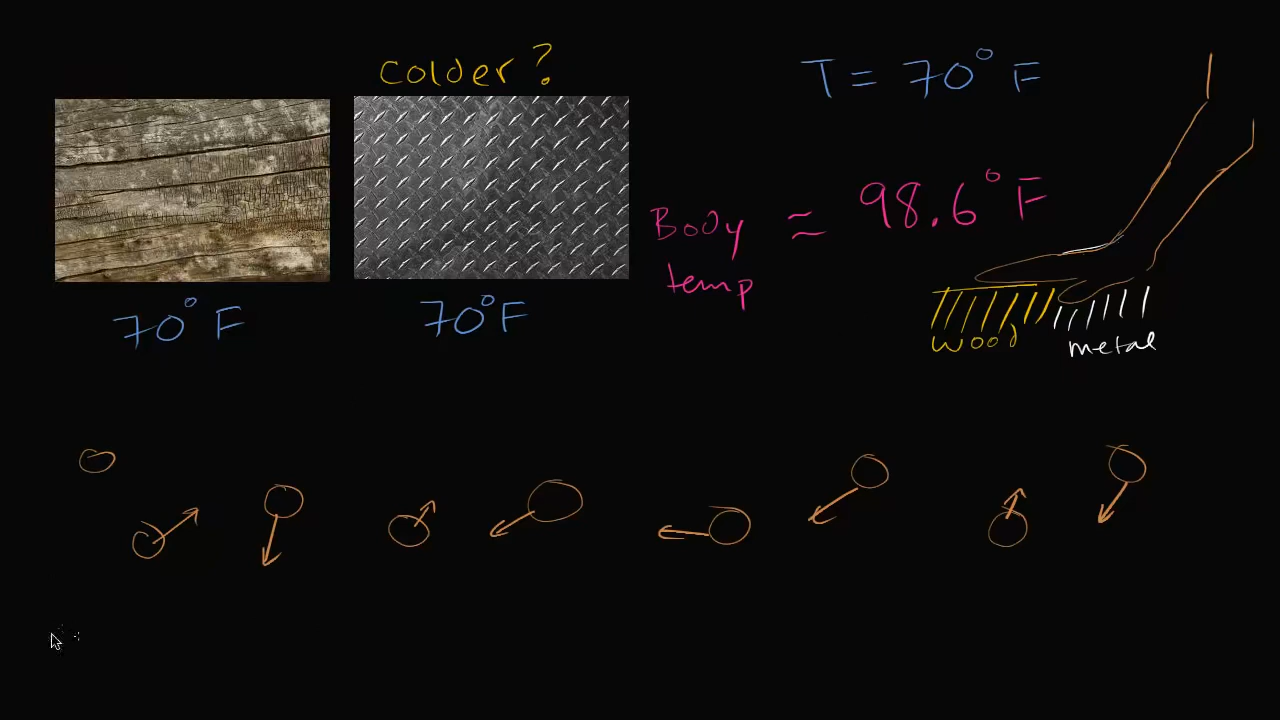 colder?
T = 70° F
Body temp ≈ 98.6° F
70° F
70° F
wood
metal